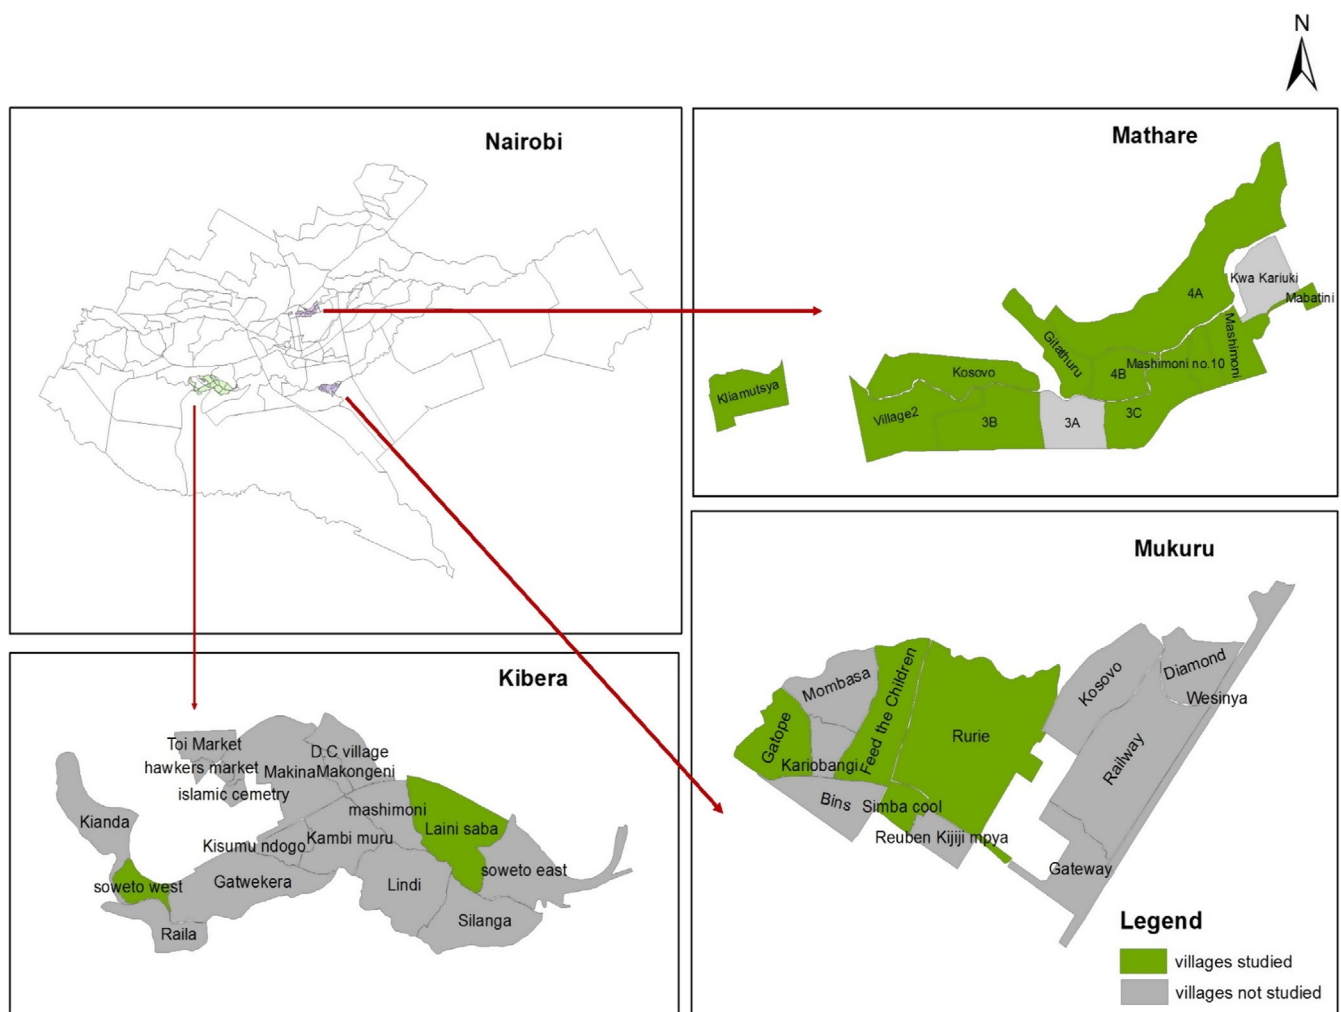 N
Nairobi
Mathare
4A
Kwa Kariuki
Mabatini
Gitathuru
Mashimoni
4B
Mashimoni no.10
Kosovo
Kliamutsya
Village2
3B
3A
3C
Kibera
Toi Market
D.C village
hawkers market
Makina
Makongeni
islamic cemetry
mashimoni
Kianda
Laini saba
Kisumu ndogo
Kambi muru
soweto east
soweto west
Gatwekera
Lindi
Silanga
Raila
Mukuru
Mombasa
Feed the Children
Kosovo
Diamond
Wesinya
Gatope
Rurie
Kariobangi
Railway
Bins
Simba cool
Reuben Kijiji mpya
Gateway
Legend
villages studied
villages not studied